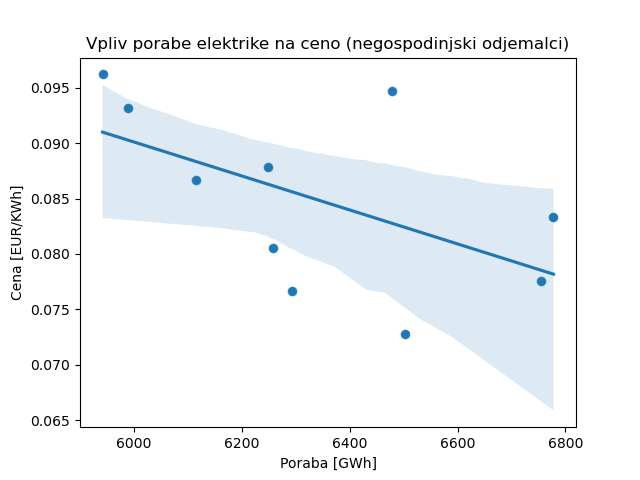 Vpliv porabe elektrike na ceno (negospodinjski odjemalci)
0.095
0.090
0.085
0.080
0.075
0.070
0.065
Cena [EUR/KWh]
6000 6200 6400 6600 6800
Poraba [GWh]